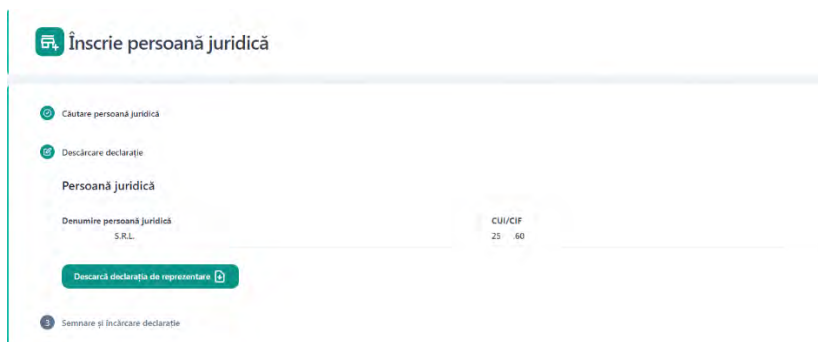 Înscrie persoană juridică
Căutare persoană juridică
Descărcare declarație
Persoană juridică
Denumire persoană juridică
CUI/CIF
S.R.L.
25 .60
Descarcă declarația de reprezentare
3 Semnare și încărcare declarație